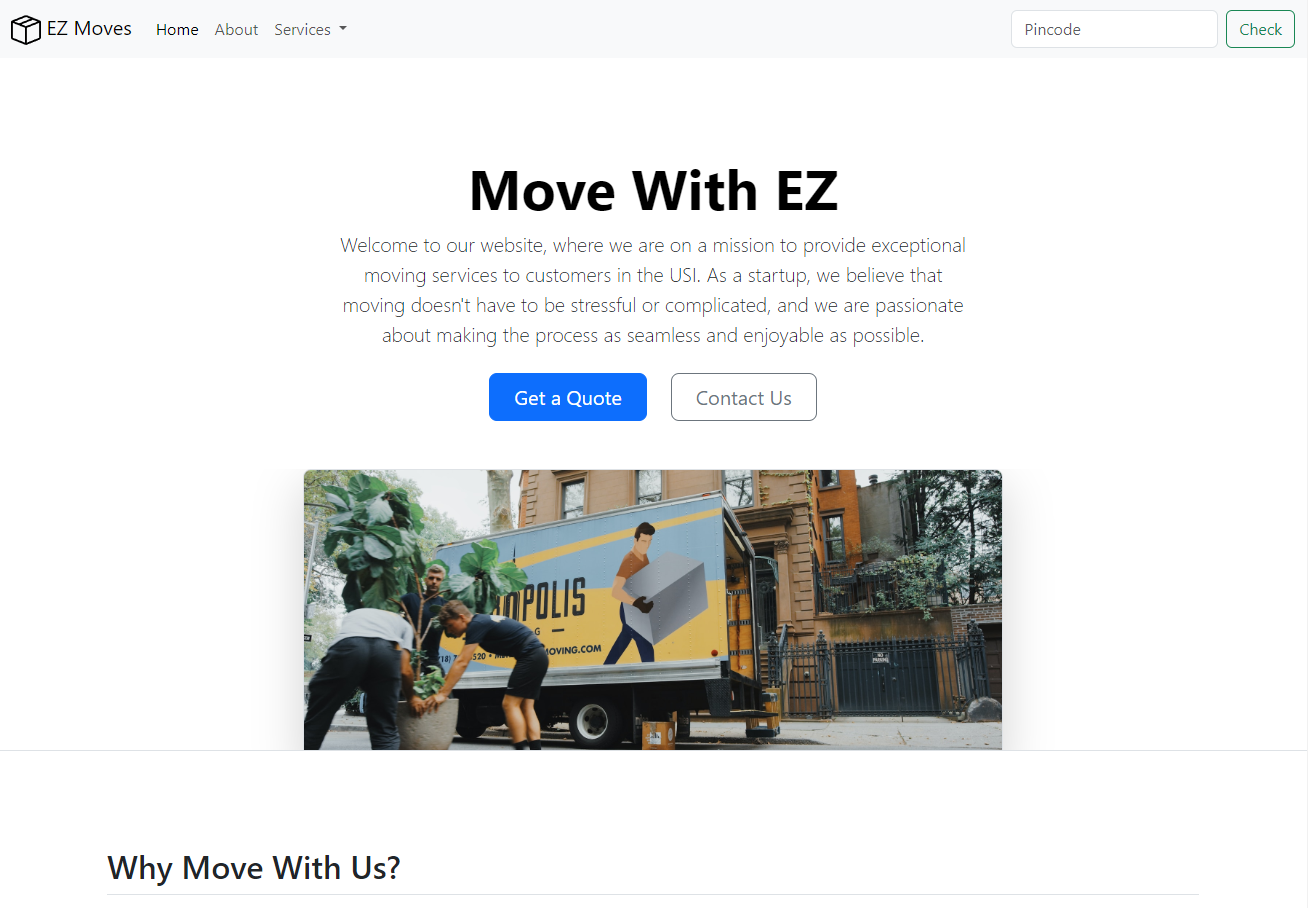 EZ Moves Home About Services Pincode Check
Move With EZ
Welcome to our website, where we are on a mission to provide exceptional
moving services to customers in the USI. As a startup, we believe that
moving doesn't have to be stressful or complicated, and we are passionate
about making the process as seamless and enjoyable as possible.
Get a Quote Contact Us
POLIS
G —
520 •
MOVING.COM
NO
PARKING
Why Move With Us?